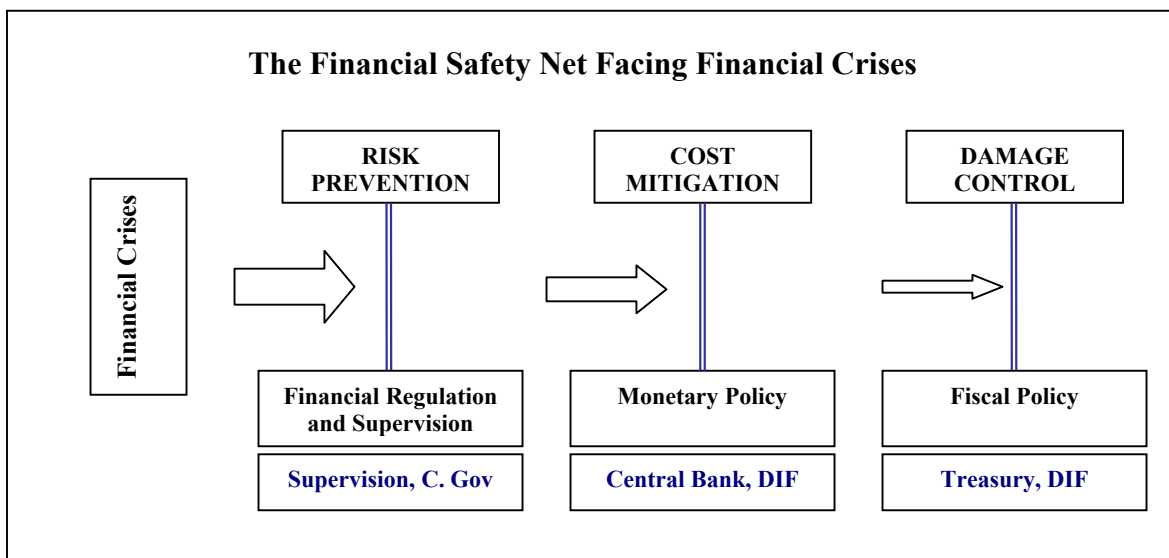 The Financial Safety Net Facing Financial Crises
Financial Crises
RISK
PREVENTION
COST
MITIGATION
DAMAGE
CONTROL
Financial Regulation
and Supervision
Monetary Policy
Fiscal Policy
Supervision, C. Gov
Central Bank, DIF
Treasury, DIF